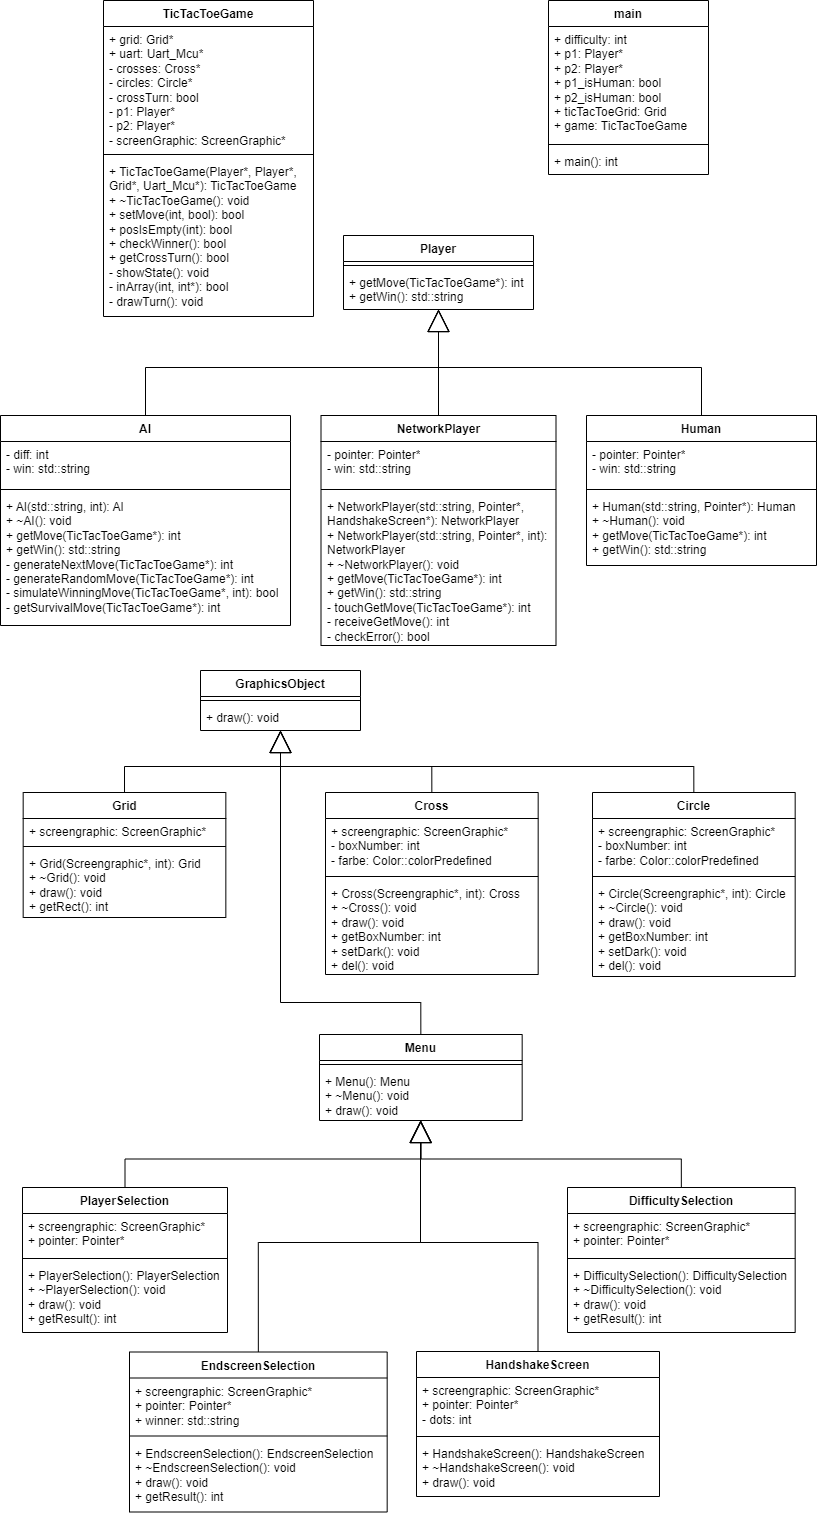 TicTacToeGame
+ grid: Grid*
+ uart: Uart_Mcu*
- crosses: Cross*
- circles: Circle*
- crossTurn: bool
- p1: Player*
- p2: Player*
- screenGraphic: ScreenGraphic*
+ TicTacToeGame(Player*, Player*,
Grid*, Uart_Mcu*): TicTacToeGame
+ ~TicTacToeGame(): void
+ setMove(int, bool): bool
+ posIsEmpty(int): bool
+ checkWinner(): bool
+ getCrossTurn(): bool
- showState(): void
- inArray(int, int*): bool
- drawTurn(): void
main
+ difficulty: int
+ p1: Player*
+ p2: Player*
+ p1_isHuman: bool
+ p2_isHuman: bool
+ ticTacToeGrid: Grid
+ game: TicTacToeGame
+ main(): int
Player
+ getMove(TicTacToeGame*): int
+ getWin(): std::string
AI
- diff: int
- win: std::string
+ AI(std::string, int): AI
+ ~AI(): void
+ getMove(TicTacToeGame*): int
+ getWin(): std::string
- generateNextMove(TicTacToeGame*): int
- generateRandomMove(TicTacToeGame*): int
- simulateWinningMove(TicTacToeGame*, int): bool
- getSurvivalMove(TicTacToeGame*): int
NetworkPlayer
- pointer: Pointer*
- win: std::string
+ NetworkPlayer(std::string, Pointer*,
HandshakeScreen*): NetworkPlayer
+ NetworkPlayer(std::string, Pointer*, int):
NetworkPlayer
+ ~NetworkPlayer(): void
+ getMove(TicTacToeGame*): int
+ getWin(): std::string
- touchGetMove(TicTacToeGame*): int
- receiveGetMove(): int
- checkError(): bool
Human
- pointer: Pointer*
- win: std::string
+ Human(std::string, Pointer*): Human
+ ~Human(): void
+ getMove(TicTacToeGame*): int
+ getWin(): std::string
GraphicsObject
+ draw(): void
Grid
+ screengraphic: ScreenGraphic*
+ Grid(Screengraphic*, int): Grid
+ ~Grid(): void
+ draw(): void
+ getRect(): int
Cross
+ screengraphic: ScreenGraphic*
- boxNumber: int
- farbe: Color::colorPredefined
+ Cross(Screengraphic*, int): Cross
+ ~Cross(): void
+ draw(): void
+ getBoxNumber: int
+ setDark(): void
+ del(): void
Circle
+ screengraphic: ScreenGraphic*
- boxNumber: int
- farbe: Color::colorPredefined
+ Circle(Screengraphic*, int): Circle
+ ~Circle(): void
+ draw(): void
+ getBoxNumber: int
+ setDark(): void
+ del(): void
Menu
+ Menu(): Menu
+ ~Menu(): void
+ draw(): void
PlayerSelection
+ screengraphic: ScreenGraphic*
+ pointer: Pointer*
+ PlayerSelection(): PlayerSelection
+ ~PlayerSelection(): void
+ draw(): void
+ getResult(): int
DifficultySelection
+ screengraphic: ScreenGraphic*
+ pointer: Pointer*
+ DifficultySelection(): DifficultySelection
+ ~DifficultySelection(): void
+ draw(): void
+ getResult(): int
EndscreenSelection
+ screengraphic: ScreenGraphic*
+ pointer: Pointer*
+ winner: std::string
+ EndscreenSelection(): EndscreenSelection
+ ~EndscreenSelection(): void
+ draw(): void
+ getResult(): int
HandshakeScreen
+ screengraphic: ScreenGraphic*
+ pointer: Pointer*
- dots: int
+ HandshakeScreen(): HandshakeScreen
+ ~HandshakeScreen(): void
+ draw(): void